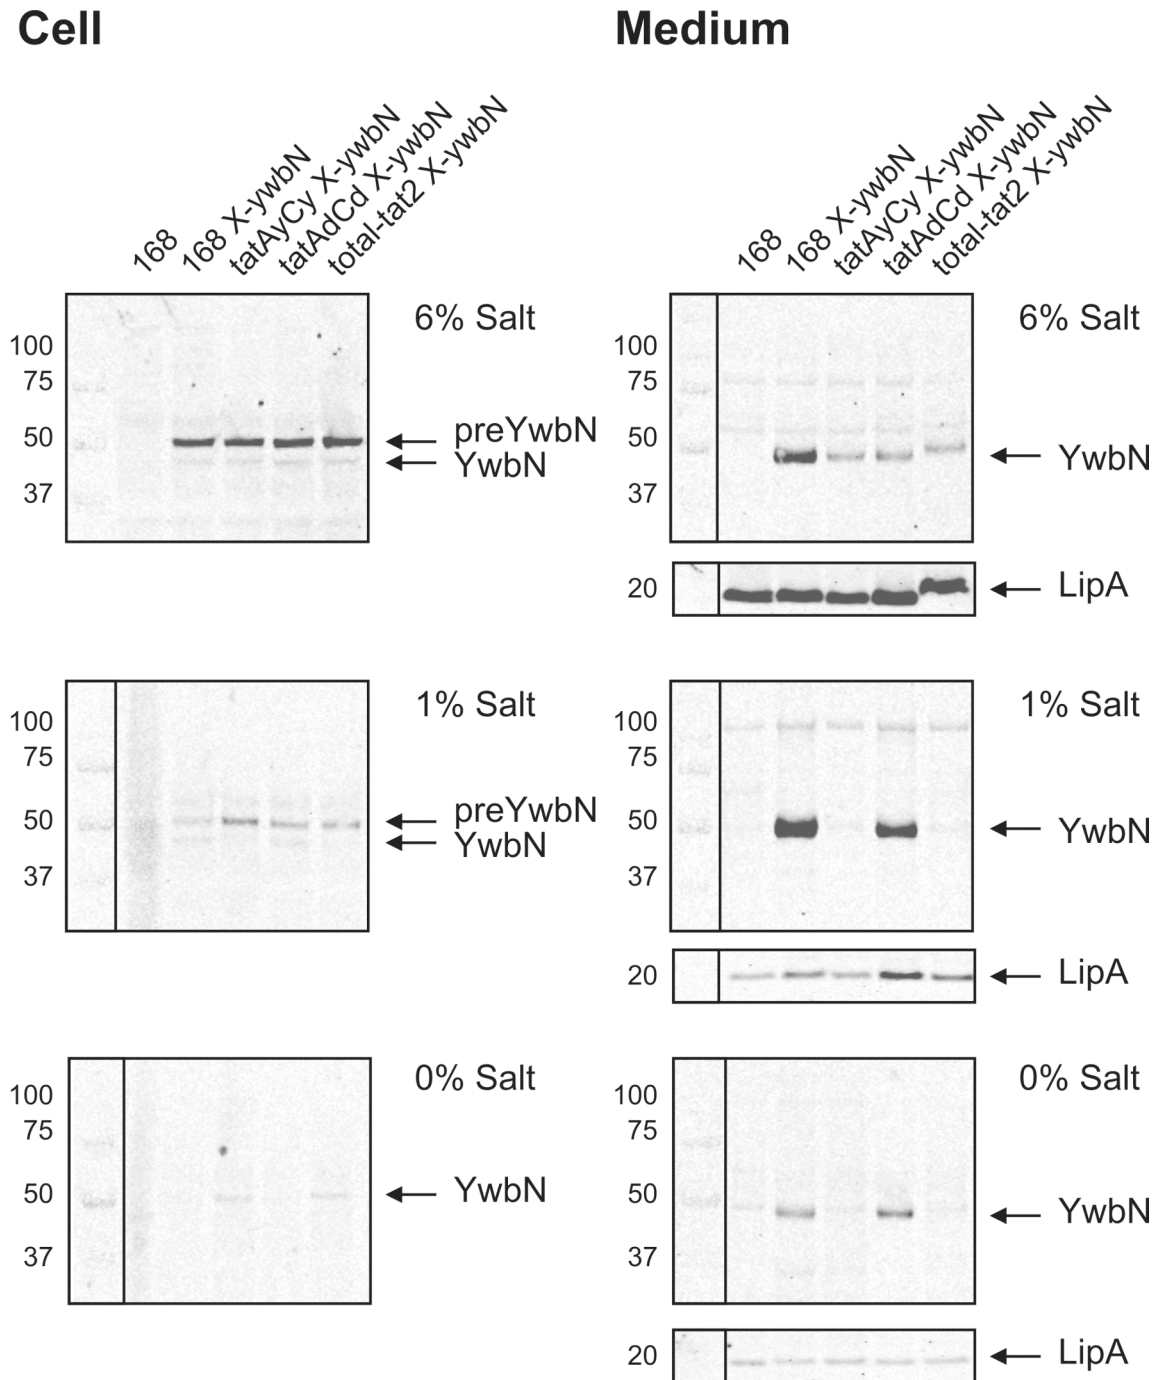 Cell
168
168 X-ywbN
tatAyCy X-ywbN
tatAdCd X-ywbN
total-tat2 X-ywbN
6% Salt
100
75
50
37
preYwbN
YwbN
1% Salt
100
75
50
37
preYwbN
YwbN
0% Salt
100
75
50
37
YwbN
Medium
168
168 X-ywbN
tatAyCy X-ywbN
tatAdCd X-ywbN
total-tat2 X-ywbN
6% Salt
100
75
50
37
YwbN
20
LipA
1% Salt
100
75
50
37
YwbN
20
LipA
0% Salt
100
75
50
37
YwbN
20
LipA